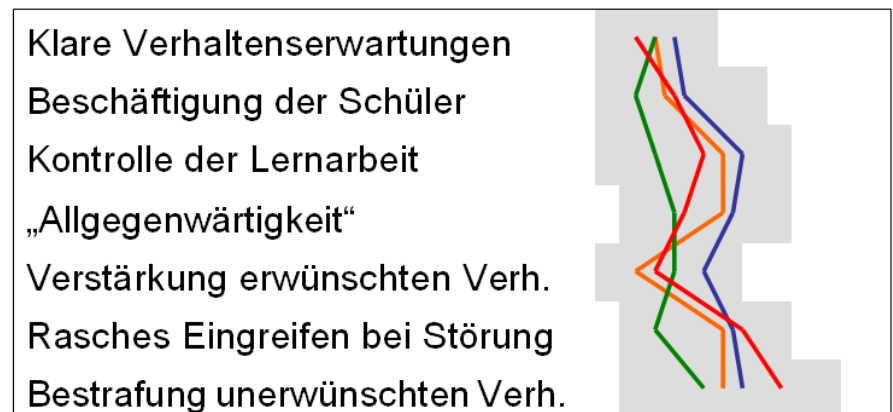 Klare Verhaltenserwartungen
Beschäftigung der Schüler
Kontrolle der Lernarbeit
„Allgegenwärtigkeit“
Verstärkung erwünschten Verh.
Rasches Eingreifen bei Störung
Bestrafung unerwünschten Verh.